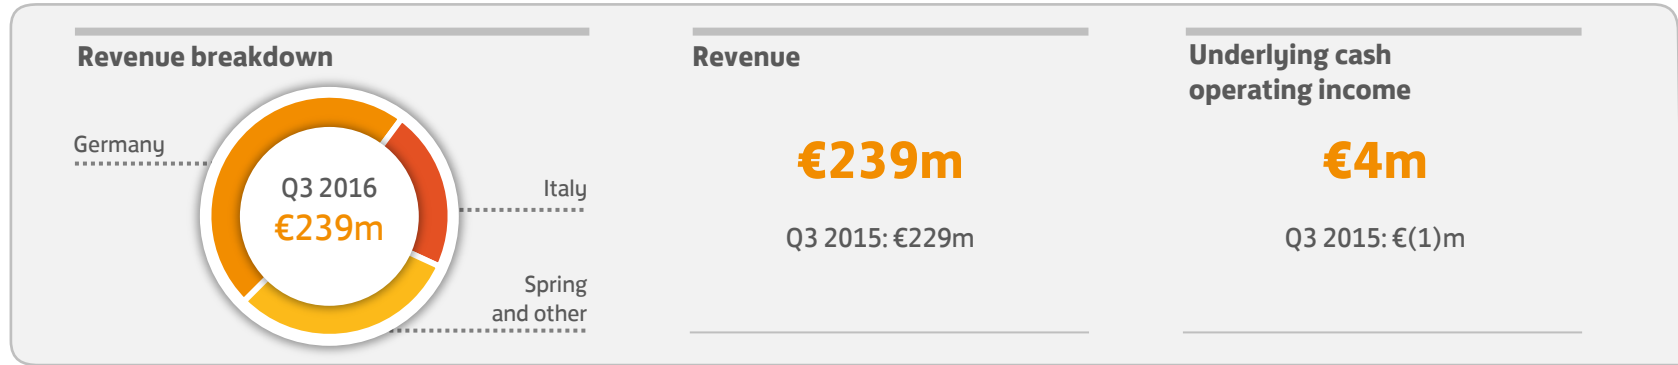 Revenue breakdown
Germany
Q3 2016
€239m
Italy
Spring
and other
Revenue
€239m
Q3 2015: €229m
Underlying cash
operating income
€4m
Q3 2015: €(1)m